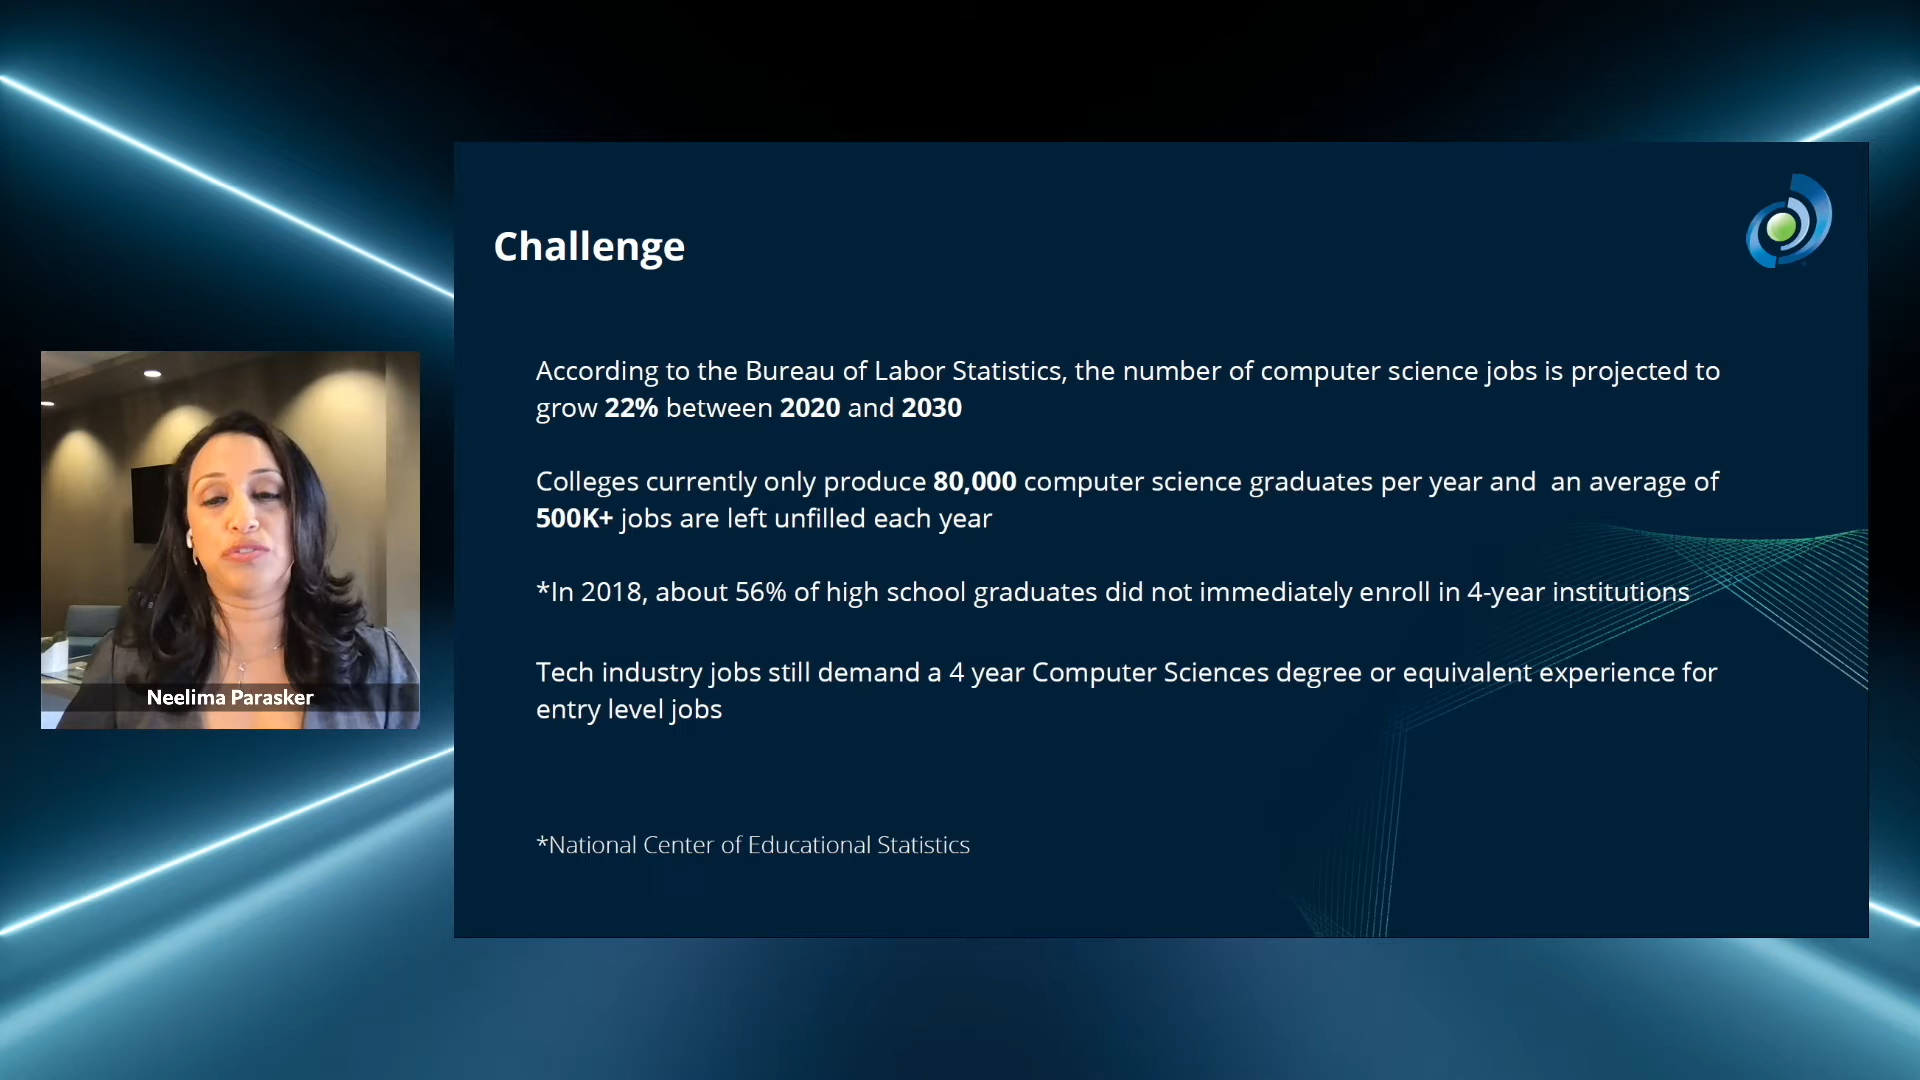 Challenge
According to the Bureau of Labor Statistics, the number of computer science jobs is projected to
grow 22% between 2020 and 2030
Colleges currently only produce 80,000 computer science graduates per year and  an average of
500K+ jobs are left unfilled each year
*In 2018, about 56% of high school graduates did not immediately enroll in 4-year institutions
Tech industry jobs still demand a 4 year Computer Sciences degree or equivalent experience for
entry level jobs
*National Center of Educational Statistics
Neelima Parasker